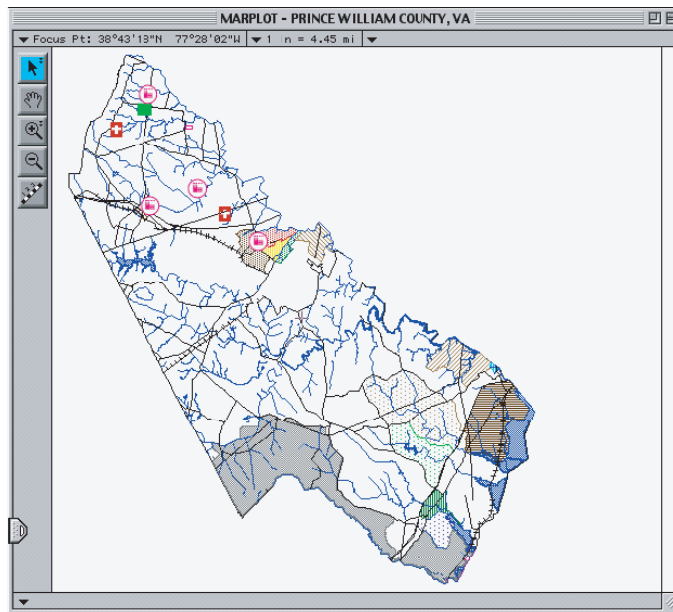 MARPLOT - PRINCE WILLIAM COUNTY, VA
Focus Pt: 38°43'13"N 77°28'02"W 1 in = 4.45 mi